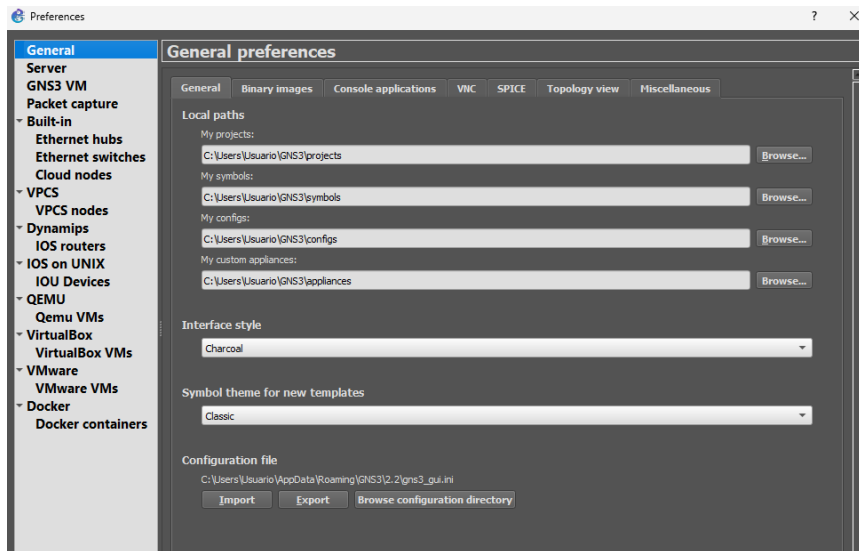 Preferences
?
General
Server
GNS3 VM
Packet capture
Built-in
Ethernet hubs
Ethernet switches
Cloud nodes
VPCS
VPCS nodes
Dynamips
IOS routers
IOS on UNIX
IOU Devices
QEMU
Qemu VMs
VirtualBox
VirtualBox VMs
VMware
VMware VMs
Docker
Docker containers
General preferences
General Binary images Console applications VNC SPICE Topology view Miscellaneous
Local paths
My projects:
C:\Users\Usuario\GNS3\projects Browse...
My symbols:
C:\Users\Usuario\GNS3\symbols Browse...
My configs:
C:\Users\Usuario\GNS3\configs Browse...
My custom appliances:
C:\Users\Usuario\GNS3\appliances Browse...
Interface style
Charcoal
Symbol theme for new templates
Classic
Configuration file
C:\Users\Usuario\AppData\Roaming\GNS3\2.2\gns3_gui.ini
Import Export Browse configuration directory